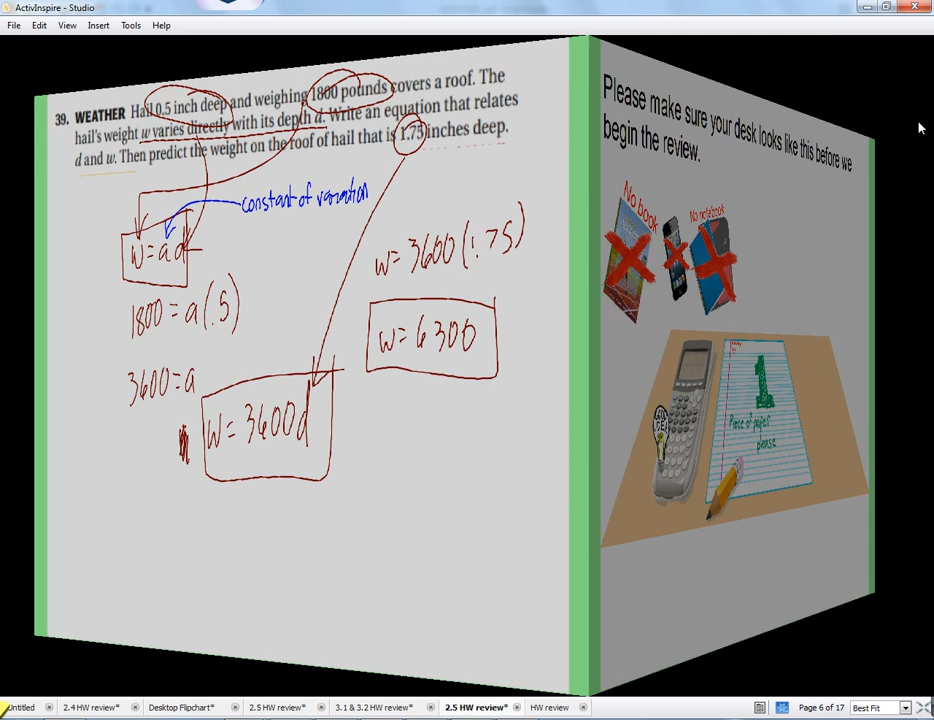 ActivInspire - Studio
File Edit View Insert Tools Help
39. WEATHER Hail 0.5 inch deep and weighing 1800 pounds covers a roof. The
hail's weight w varies directly with its depth d. Write an equation that relates
d and w. Then predict the weight on the roof of hail that is 1.75 inches deep.
constant of variation
w = ad
1800 = a(.5)
3600 = a
w = 3600d
w = 3600(1.75)
w = 6300
Please make sure your desk looks like this before we
begin the review.
No book
No notebook
1
Piece of paper
please
Untitled 2.4 HW review* Desktop Flipchart* 2.5 HW review* 3.1 & 3.2 HW review* 2.5 HW review* HW review
Page 6 of 17 Best Fit